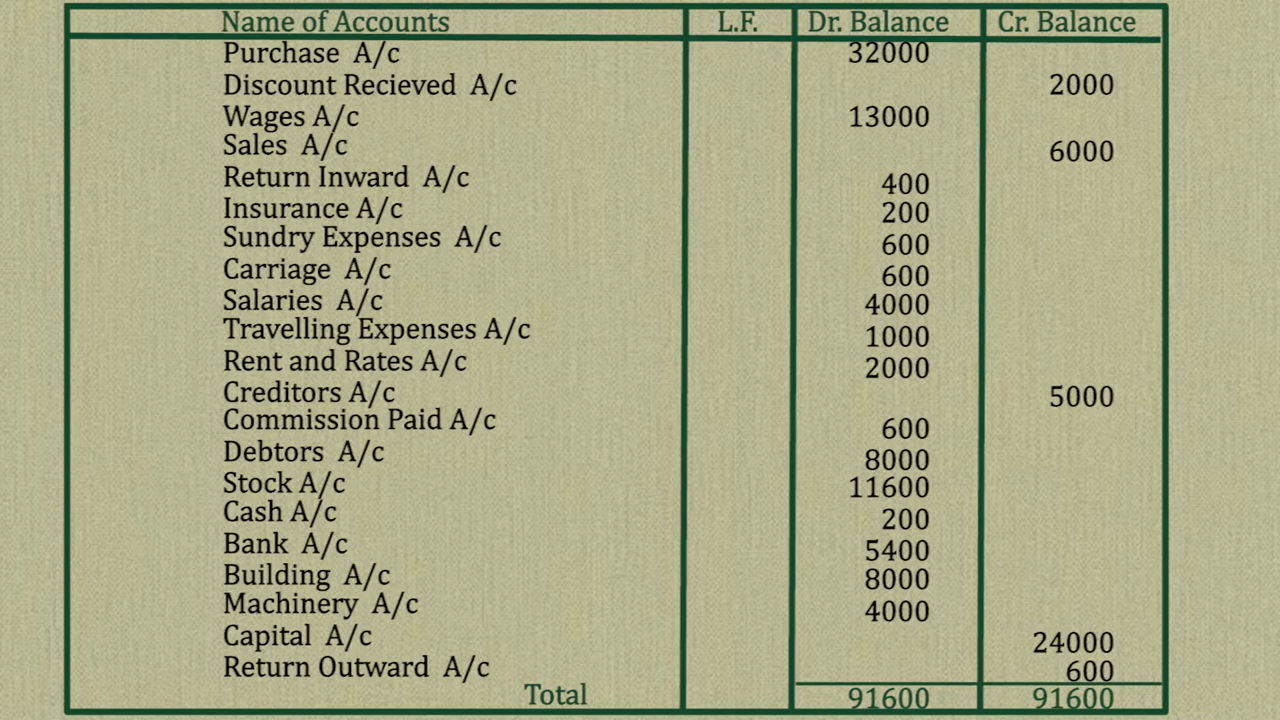 Name of Accounts L.F. Dr. Balance Cr. Balance
Purchase A/c 32000
Discount Recieved A/c 2000
Wages A/c 13000
Sales A/c 6000
Return Inward A/c 400
Insurance A/c 200
Sundry Expenses A/c 600
Carriage A/c 600
Salaries A/c 4000
Travelling Expenses A/c 1000
Rent and Rates A/c 2000
Creditors A/c 5000
Commission Paid A/c 600
Debtors A/c 8000
Stock A/c 11600
Cash A/c 200
Bank A/c 5400
Building A/c 8000
Machinery A/c 4000
Capital A/c 24000
Return Outward A/c 600
Total 91600 91600